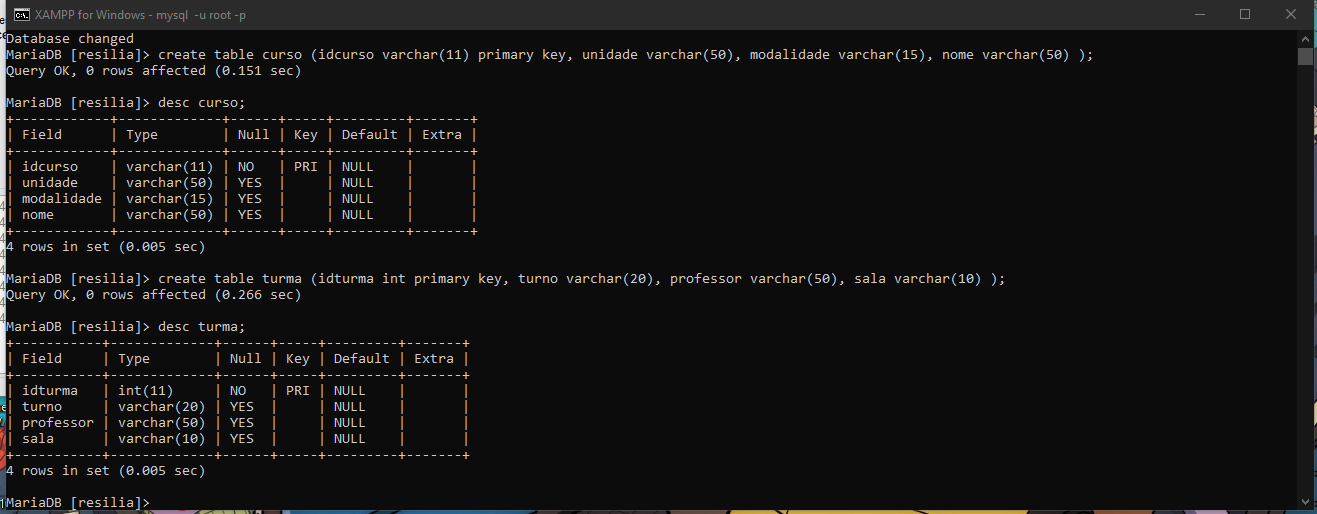 XAMPP for Windows - mysql -u root -p
Database changed
MariaDB [resilia]> create table curso (idcurso varchar(11) primary key, unidade varchar(50), modalidade varchar(15), nome varchar(50) );
Query OK, 0 rows affected (0.151 sec)
MariaDB [resilia]> desc curso;
+------------+-------------+------+-----+---------+-------+
| Field      | Type        | Null | Key | Default | Extra |
+------------+-------------+------+-----+---------+-------+
| idcurso    | varchar(11) | NO   | PRI | NULL    |       |
| unidade    | varchar(50) | YES  |     | NULL    |       |
| modalidade | varchar(15) | YES  |     | NULL    |       |
| nome       | varchar(50) | YES  |     | NULL    |       |
+------------+-------------+------+-----+---------+-------+
4 rows in set (0.005 sec)
MariaDB [resilia]> create table turma (idturma int primary key, turno varchar(20), professor varchar(50), sala varchar(10) );
Query OK, 0 rows affected (0.266 sec)
MariaDB [resilia]> desc turma;
+-----------+-------------+------+-----+---------+-------+
| Field     | Type        | Null | Key | Default | Extra |
+-----------+-------------+------+-----+---------+-------+
| idturma   | int(11)     | NO   | PRI | NULL    |       |
| turno     | varchar(20) | YES  |     | NULL    |       |
| professor | varchar(50) | YES  |     | NULL    |       |
| sala      | varchar(10) | YES  |     | NULL    |       |
+-----------+-------------+------+-----+---------+-------+
4 rows in set (0.005 sec)
MariaDB [resilia]>